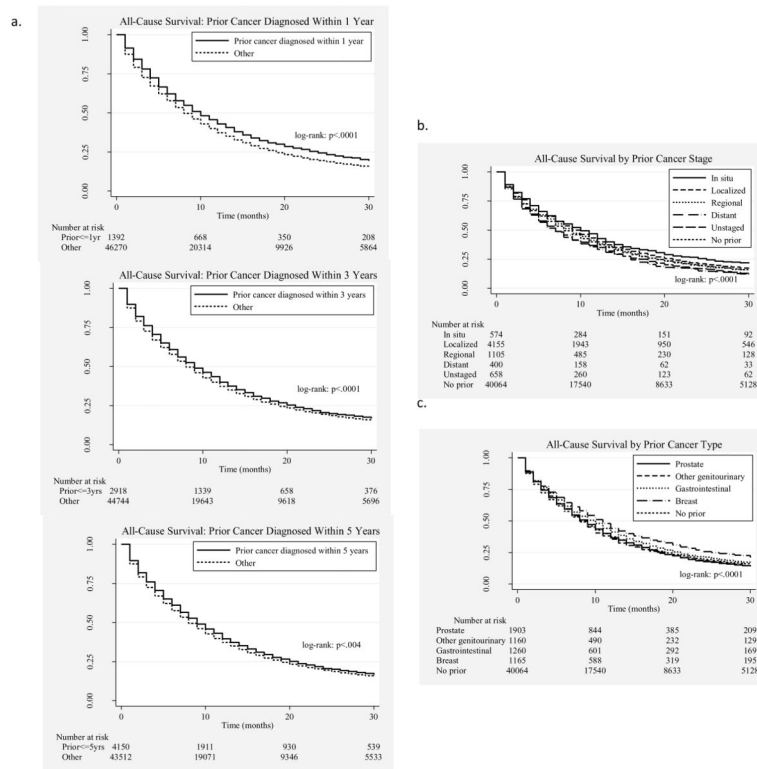 a.
All-Cause Survival: Prior Cancer Diagnosed Within 1 Year
Prior cancer diagnosed within 1 year
Other
1.00
0.75
0.50
0.25
0.00
log-rank: p<.0001
0 10 20 30
Time (months)
Number at risk
Prior<=1yr 1392 668 350 208
Other 46270 20314 9926 5864
All-Cause Survival: Prior Cancer Diagnosed Within 3 Years
Prior cancer diagnosed within 3 years
Other
1.00
0.75
0.50
0.25
0.00
log-rank: p<.0001
0 10 20 30
Time (months)
Number at risk
Prior<=3yrs 2918 1339 658 376
Other 44744 19643 9618 5696
All-Cause Survival: Prior Cancer Diagnosed Within 5 Years
Prior cancer diagnosed within 5 years
Other
1.00
0.75
0.50
0.25
0.00
log-rank: p<.004
0 10 20 30
Time (months)
Number at risk
Prior<=5yrs 4150 1911 930 539
Other 43512 19071 9346 5533
b.
All-Cause Survival by Prior Cancer Stage
In situ
Localized
Regional
Distant
Unstaged
No prior
1.00
0.75
0.50
0.25
0.00
log-rank: p<.0001
0 10 20 30
Time (months)
Number at risk
In situ 574 284 151 92
Localized 4155 1943 950 546
Regional 1105 485 230 128
Distant 400 158 62 33
Unstaged 658 260 123 62
No prior 40064 17540 8633 5128
c.
All-Cause Survival by Prior Cancer Type
Prostate
Other genitourinary
Gastrointestinal
Breast
No prior
1.00
0.75
0.50
0.25
0.00
log-rank: p<.0001
0 10 20 30
Time (months)
Number at risk
Prostate 1903 844 385 209
Other genitourinary 1160 490 232 129
Gastrointestinal 1260 601 292 169
Breast 1165 588 319 195
No prior 40064 17540 8633 5128